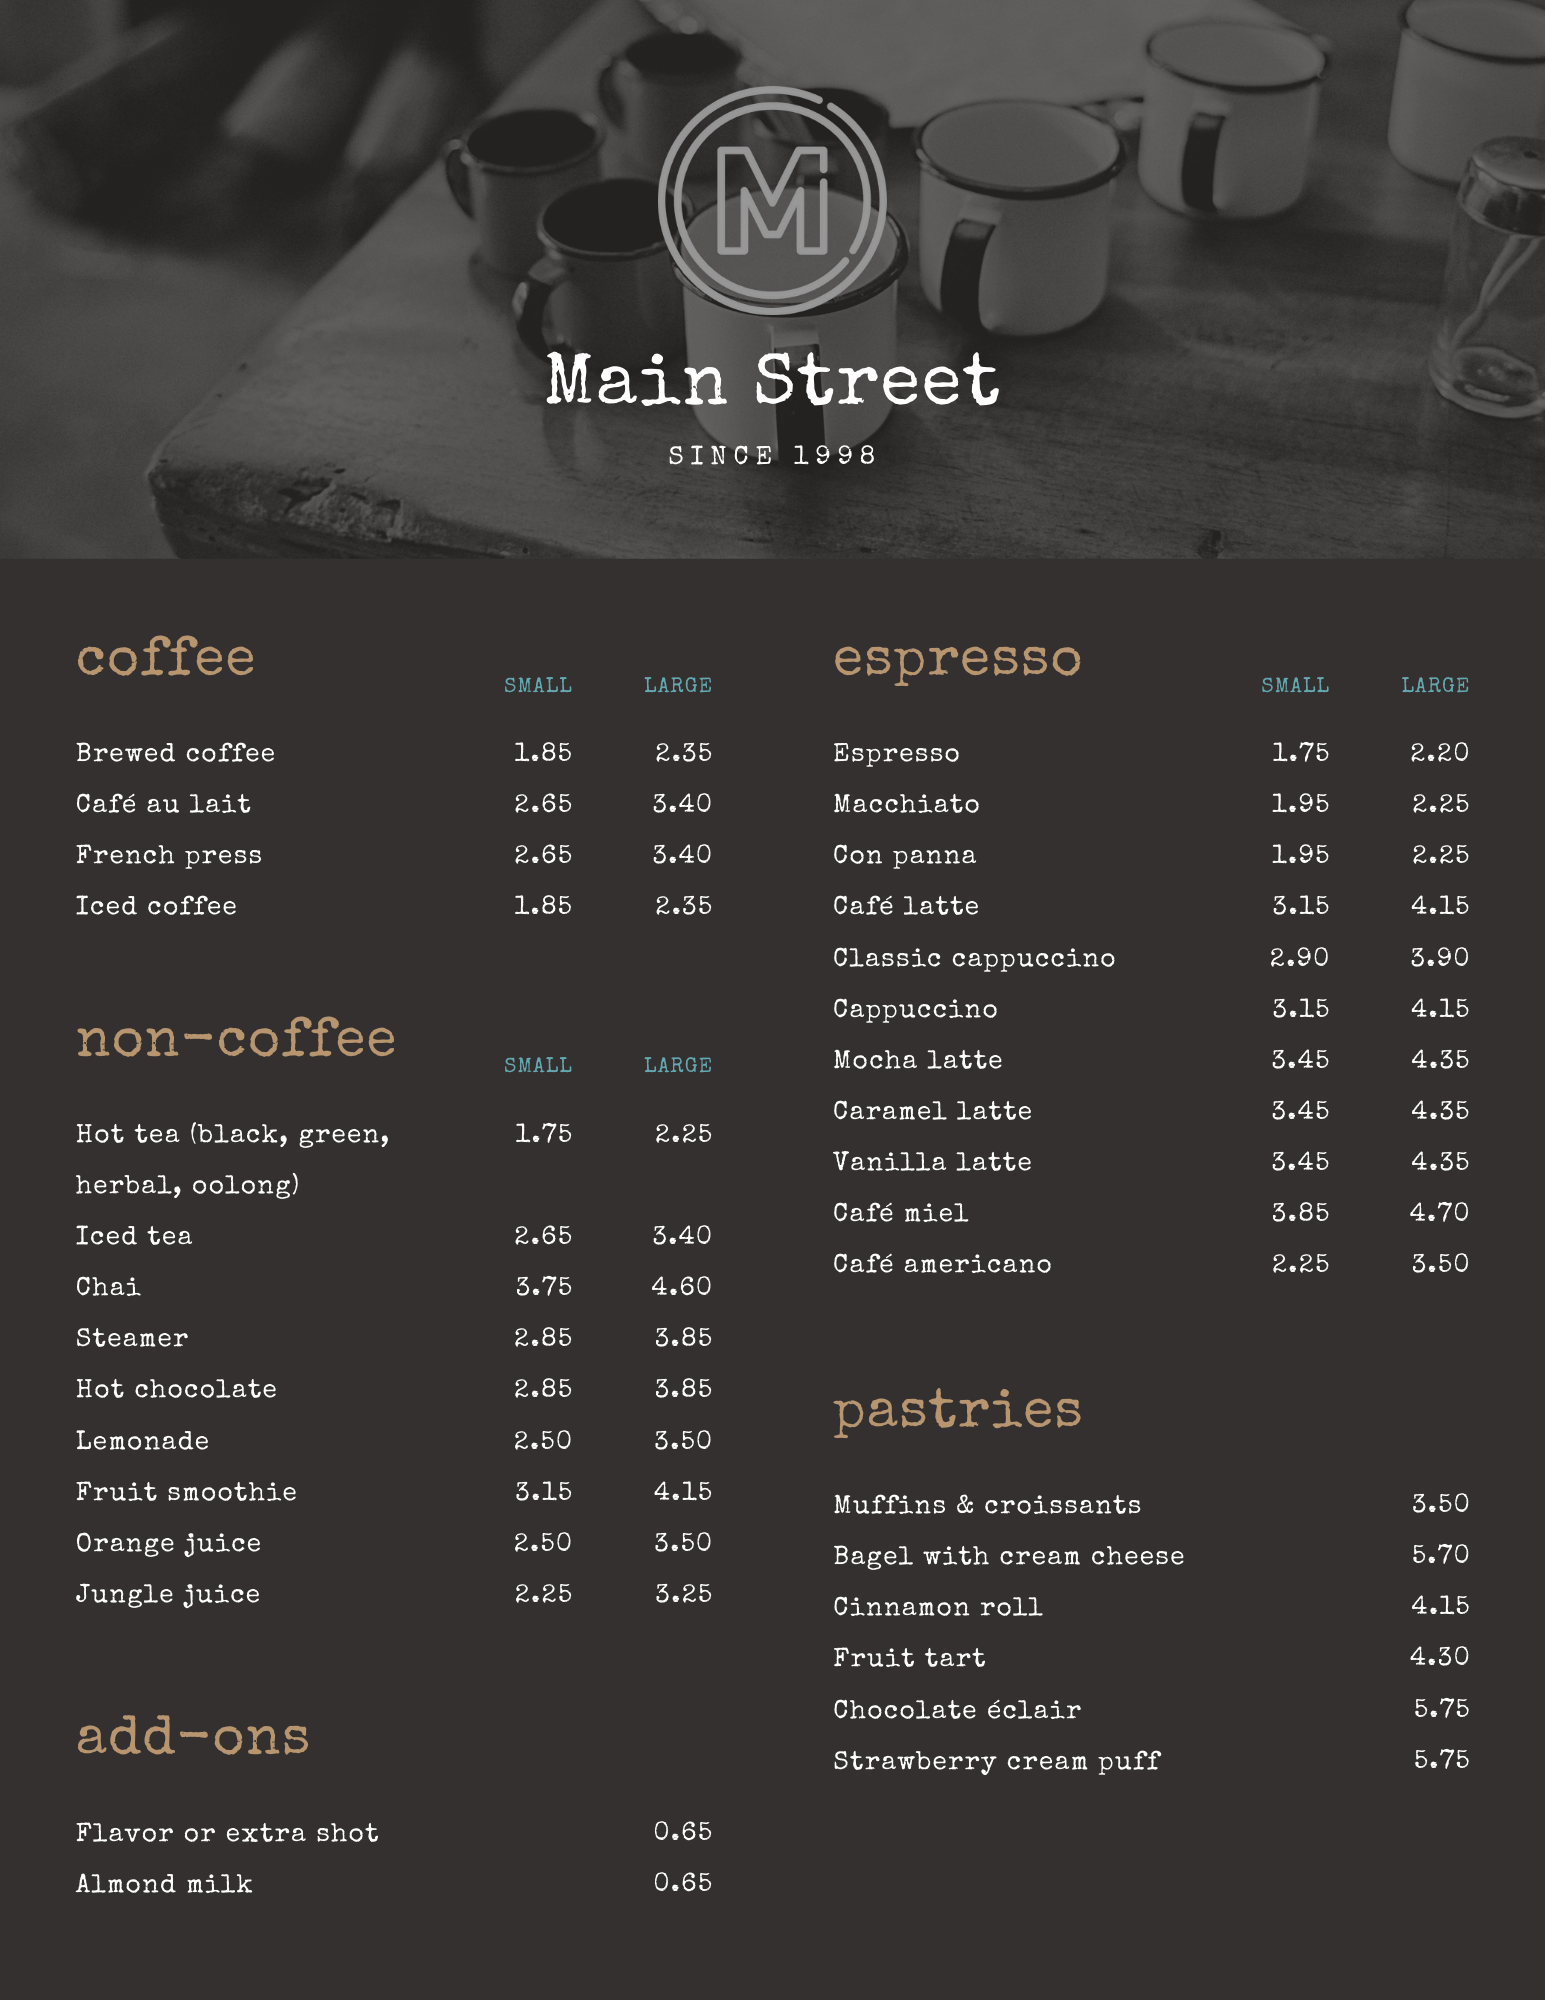 M
Main Street
SINCE 1998
coffee
SMALL LARGE
Brewed coffee 1.85 2.35
Café au lait 2.65 3.40
French press 2.65 3.40
Iced coffee 1.85 2.35
non-coffee
SMALL LARGE
Hot tea (black, green, 1.75 2.25
herbal, oolong)
Iced tea 2.65 3.40
Chai 3.75 4.60
Steamer 2.85 3.85
Hot chocolate 2.85 3.85
Lemonade 2.50 3.50
Fruit smoothie 3.15 4.15
Orange juice 2.50 3.50
Jungle juice 2.25 3.25
add-ons
Flavor or extra shot 0.65
Almond milk 0.65
espresso
SMALL LARGE
Espresso 1.75 2.20
Macchiato 1.95 2.25
Con panna 1.95 2.25
Café latte 3.15 4.15
Classic cappuccino 2.90 3.90
Cappuccino 3.15 4.15
Mocha latte 3.45 4.35
Caramel latte 3.45 4.35
Vanilla latte 3.45 4.35
Café miel 3.85 4.70
Café americano 2.25 3.50
pastries
Muffins & croissants 3.50
Bagel with cream cheese 5.70
Cinnamon roll 4.15
Fruit tart 4.30
Chocolate éclair 5.75
Strawberry cream puff 5.75